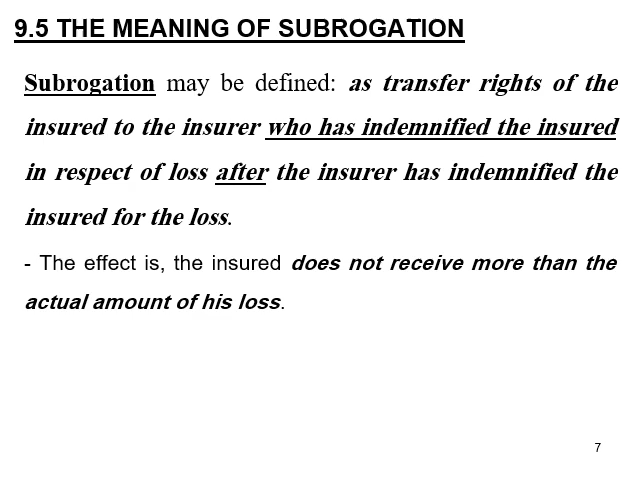 9.5 THE MEANING OF SUBROGATION
Subrogation may be defined: as transfer rights of the
insured to the insurer who has indemnified the insured
in respect of loss after the insurer has indemnified the
insured for the loss.
- The effect is, the insured does not receive more than the
actual amount of his loss.
7